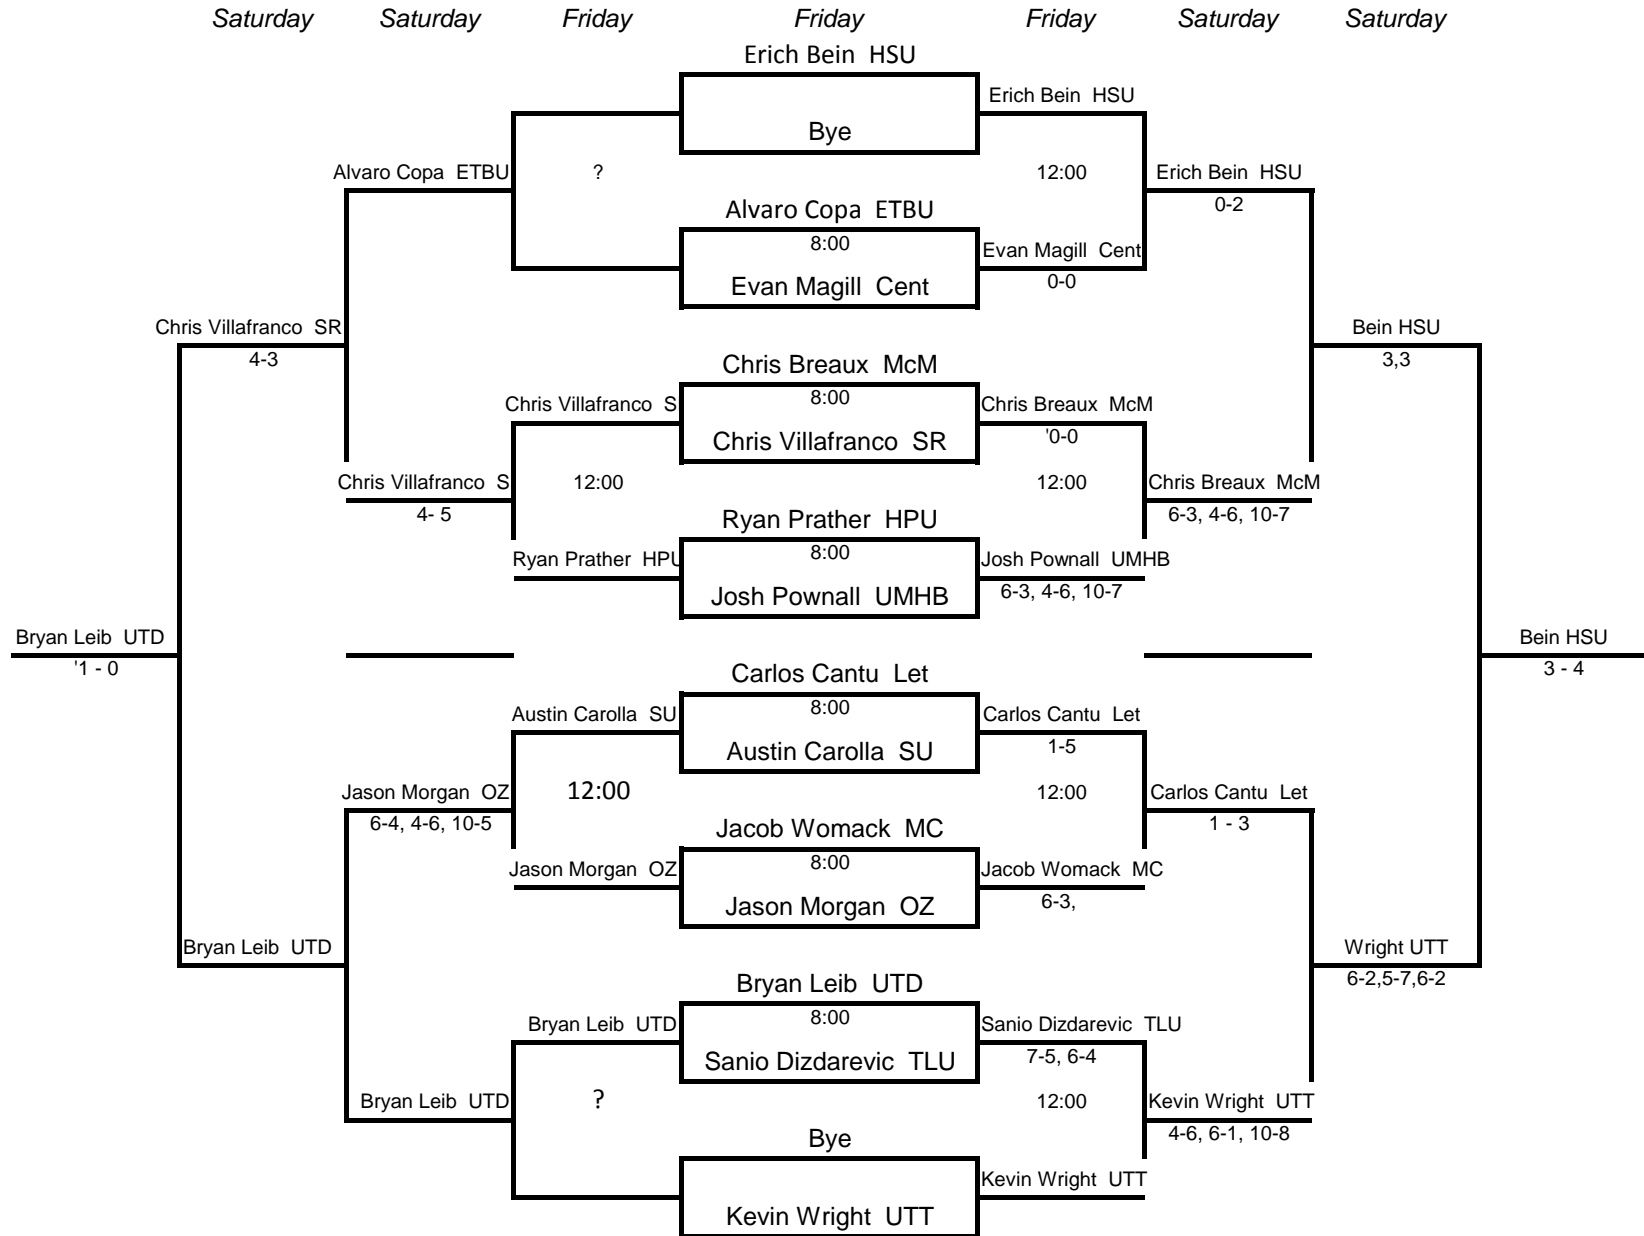 Saturday Saturday Friday Friday Friday Saturday Saturday
Erich Bein HSU
Erich Bein HSU
Bye
Alvaro Copa ETBU ? 12:00 Erich Bein HSU
0-2
Alvaro Copa ETBU
8:00
Evan Magill Cent
Evan Magill Cent
0-0
Chris Villafranco SR Bein HSU
4-3 3,3
Chris Breaux McM
8:00
Chris Villafranco S Chris Breaux McM
Chris Villafranco SR '0-0
Chris Villafranco S 12:00 12:00 Chris Breaux McM
4- 5 6-3, 4-6, 10-7
Ryan Prather HPU
8:00
Ryan Prather HPU Josh Pownall UMHB
Josh Pownall UMHB 6-3, 4-6, 10-7
Bryan Leib UTD Bein HSU
'1 - 0 3 - 4
Carlos Cantu Let
8:00
Austin Carolla SU Carlos Cantu Let
Austin Carolla SU 1-5
Jason Morgan OZ 12:00 12:00 Carlos Cantu Let
6-4, 4-6, 10-5 1 - 3
Jacob Womack MC
8:00
Jason Morgan OZ Jacob Womack MC
Jason Morgan OZ 6-3,
Bryan Leib UTD Wright UTT
6-2,5-7,6-2
Bryan Leib UTD
8:00
Bryan Leib UTD Sanio Dizdarevic TLU
Sanio Dizdarevic TLU 7-5, 6-4
Bryan Leib UTD ? 12:00 Kevin Wright UTT
4-6, 6-1, 10-8
Bye
Kevin Wright UTT
Kevin Wright UTT